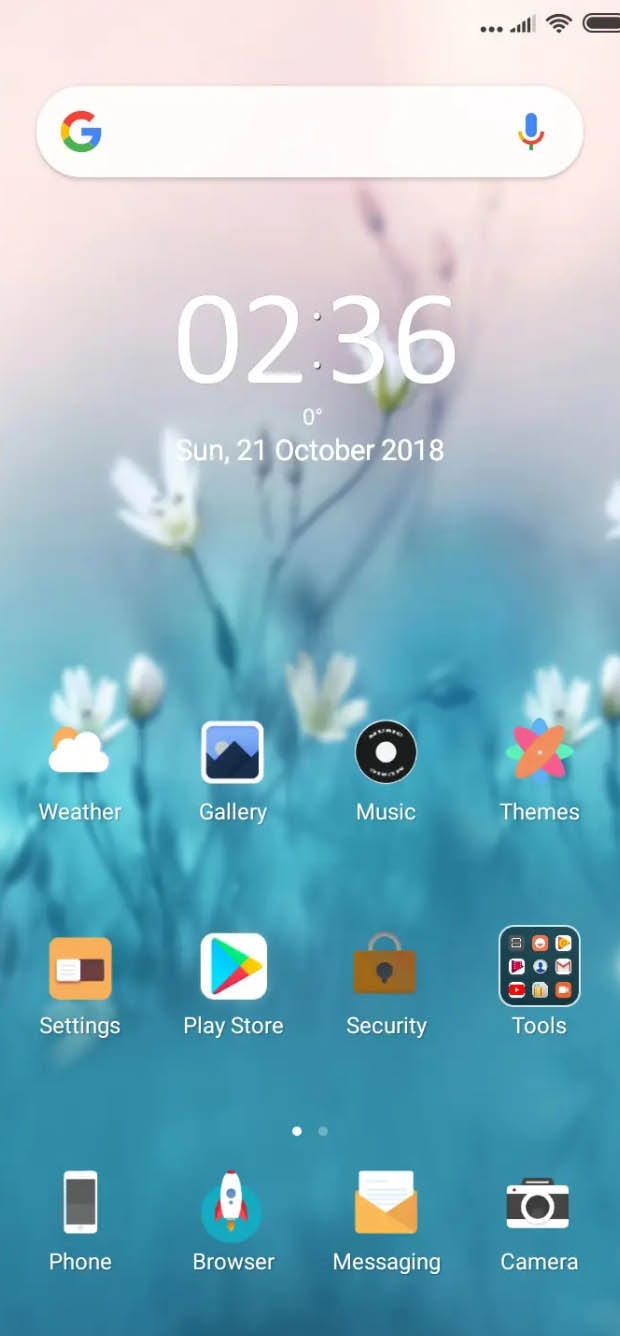 02:36
0°
Sun, 21 October 2018
Weather Gallery Music Themes
Settings Play Store Security Tools
Phone Browser Messaging Camera